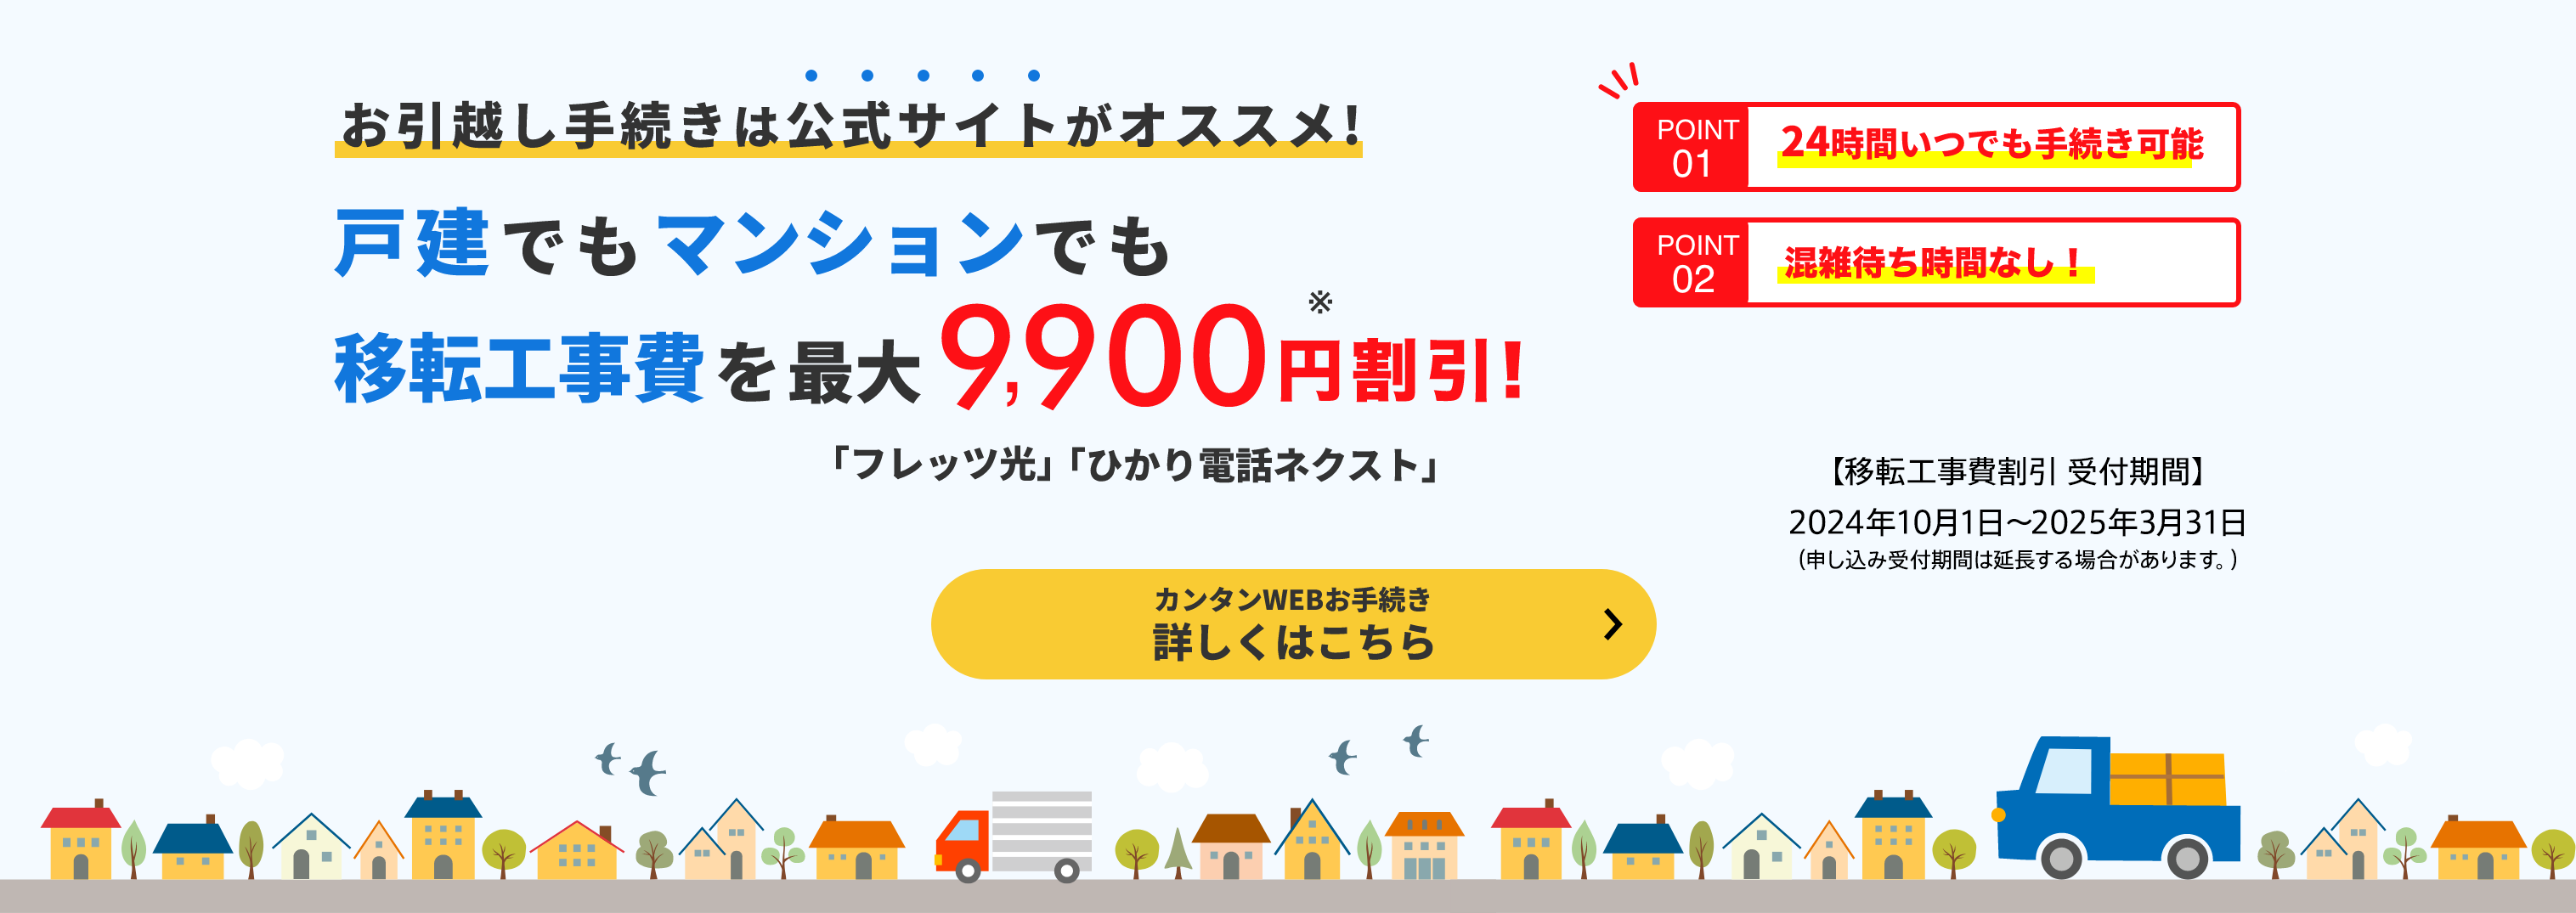 お引越し手続きは公式サイトがオススメ!
戸建でもマンションでも
移転工事費を最大9,900円割引!※
「フレッツ光」「ひかり電話ネクスト」
POINT
01
24時間いつでも手続き可能
POINT
02
混雑待ち時間なし！
【移転工事費割引 受付期間】
2024年10月1日～2025年3月31日
(申し込み受付期間は延長する場合があります。)
カンタンWEBお手続き
詳しくはこちら